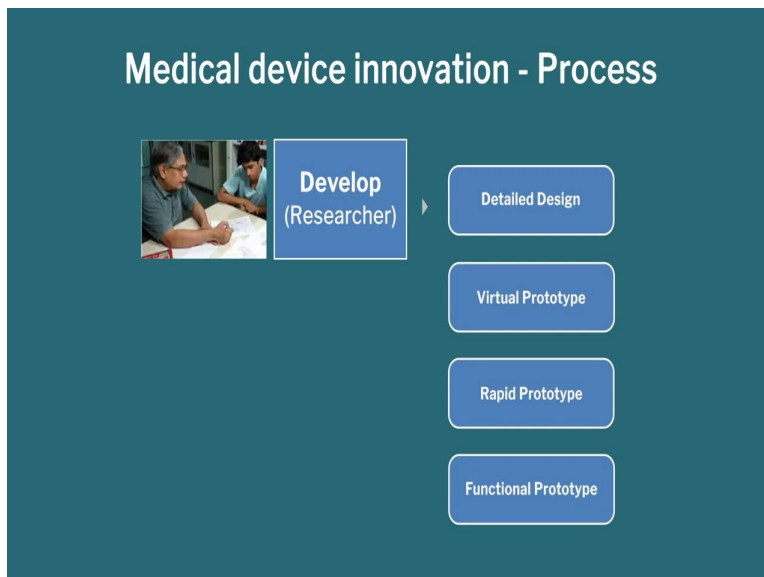 Medical device innovation - Process
Develop
(Researcher)
Detailed Design
Virtual Prototype
Rapid Prototype
Functional Prototype